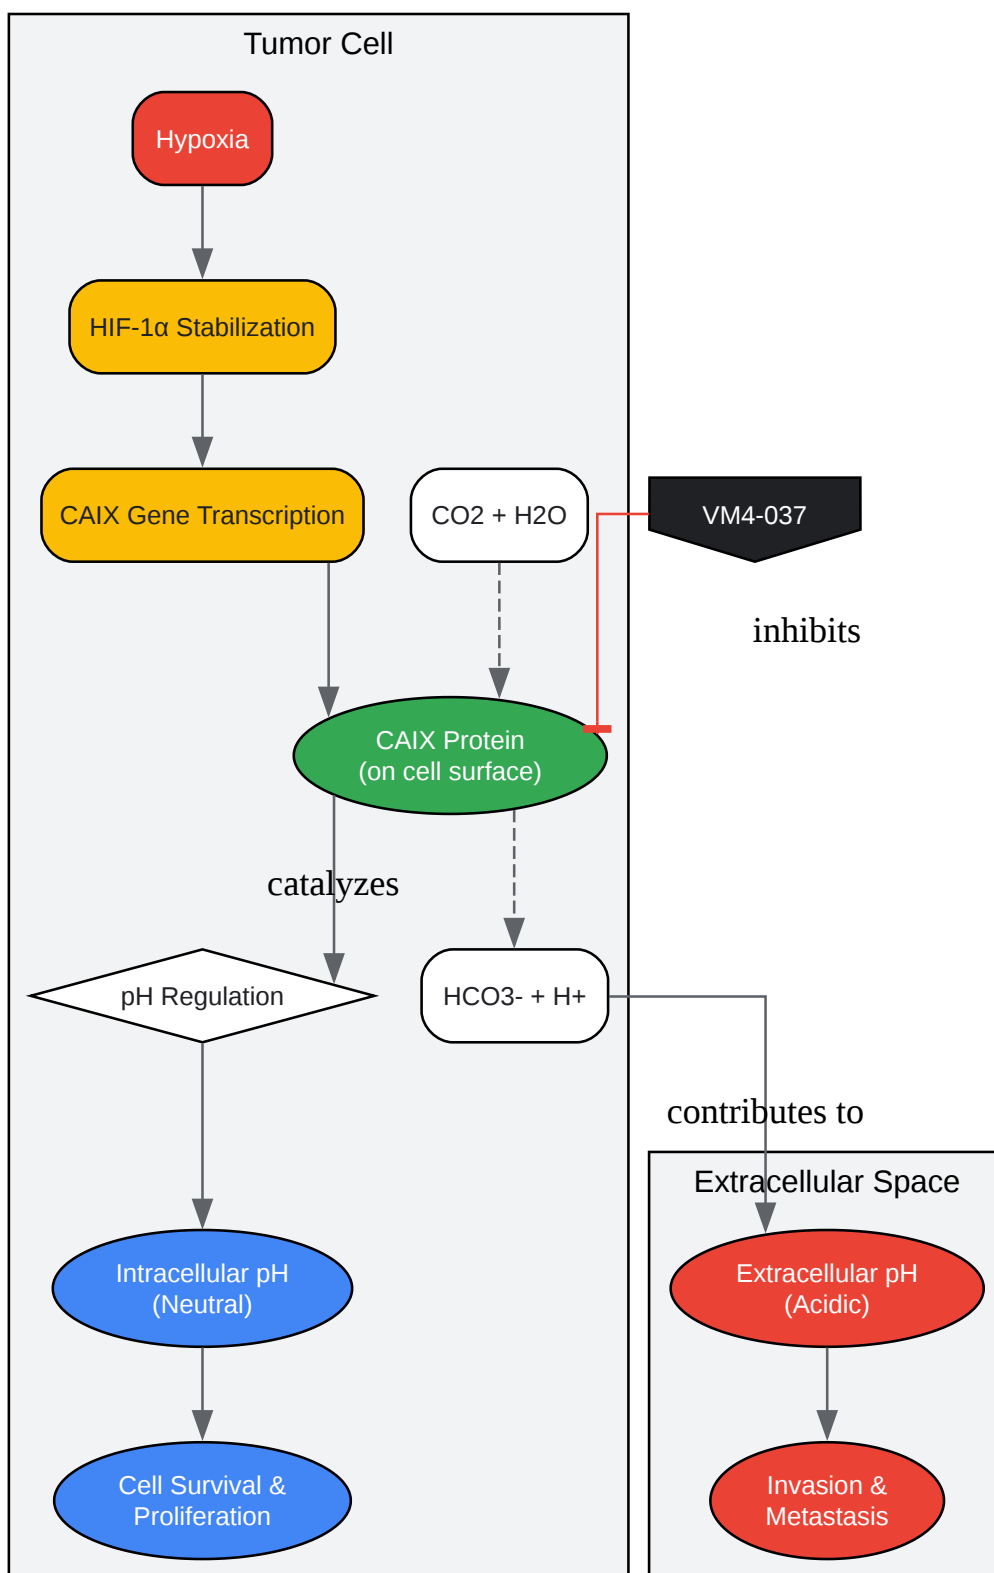 Tumor Cell
Hypoxia
HIF-1α Stabilization
CAIX Gene Transcription
CO2 + H2O
VM4-037
inhibits
CAIX Protein
(on cell surface)
catalyzes
pH Regulation
HCO3- + H+
contributes to
Extracellular Space
Intracellular pH
(Neutral)
Extracellular pH
(Acidic)
Cell Survival &
Proliferation
Invasion &
Metastasis